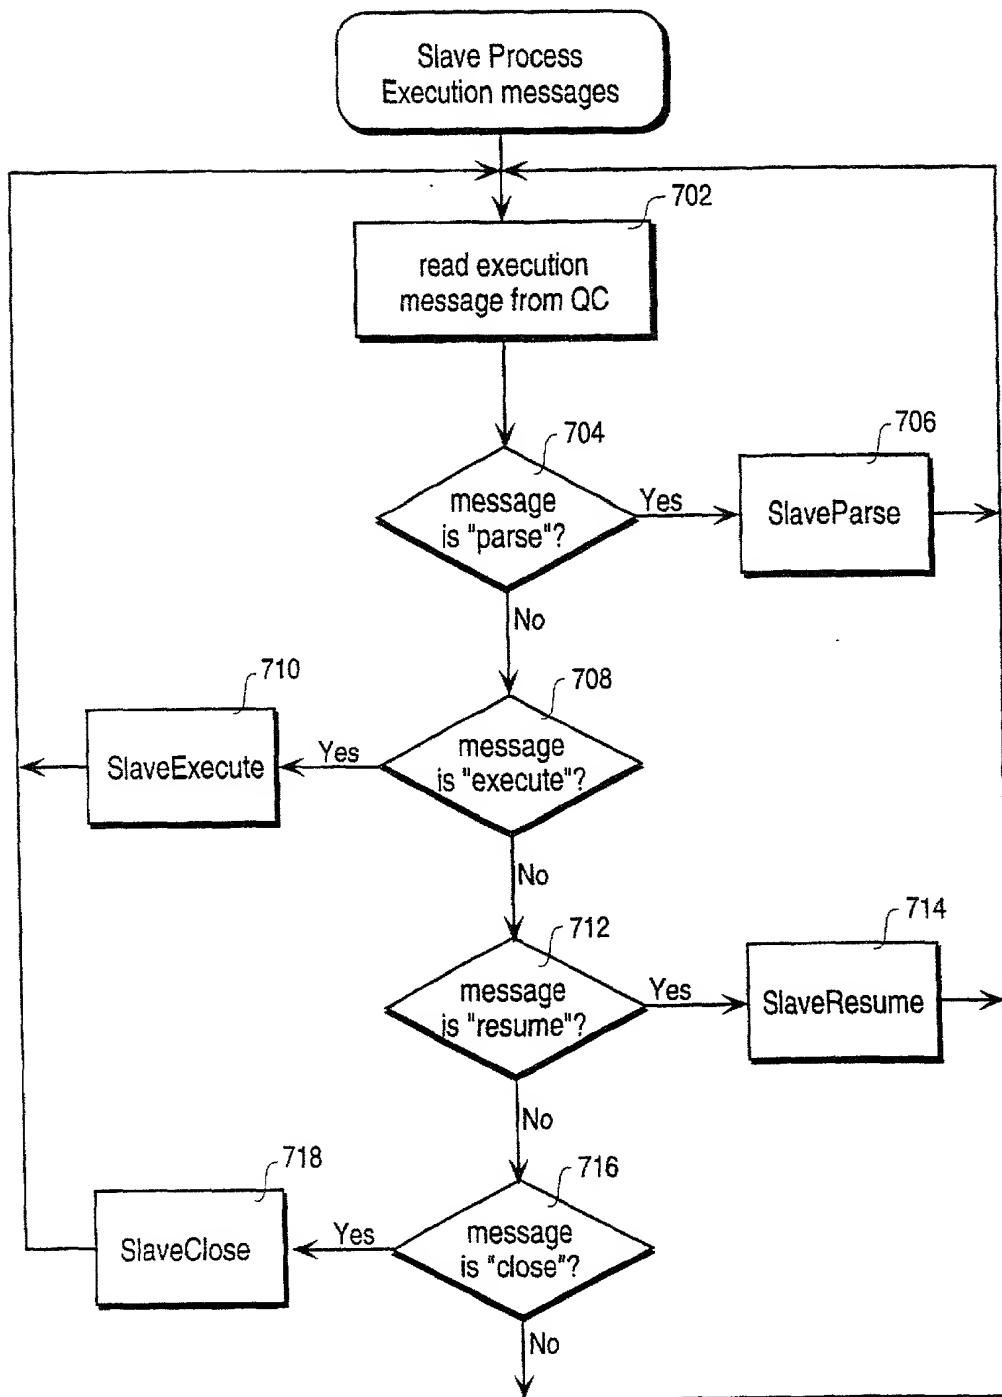 Slave Process
Execution messages
702
read execution
message from QC
704
message
is "parse"?
Yes
706
SlaveParse
No
708
message
is "execute"?
Yes
710
SlaveExecute
No
712
message
is "resume"?
Yes
714
SlaveResume
No
716
message
is "close"?
Yes
718
SlaveClose
No